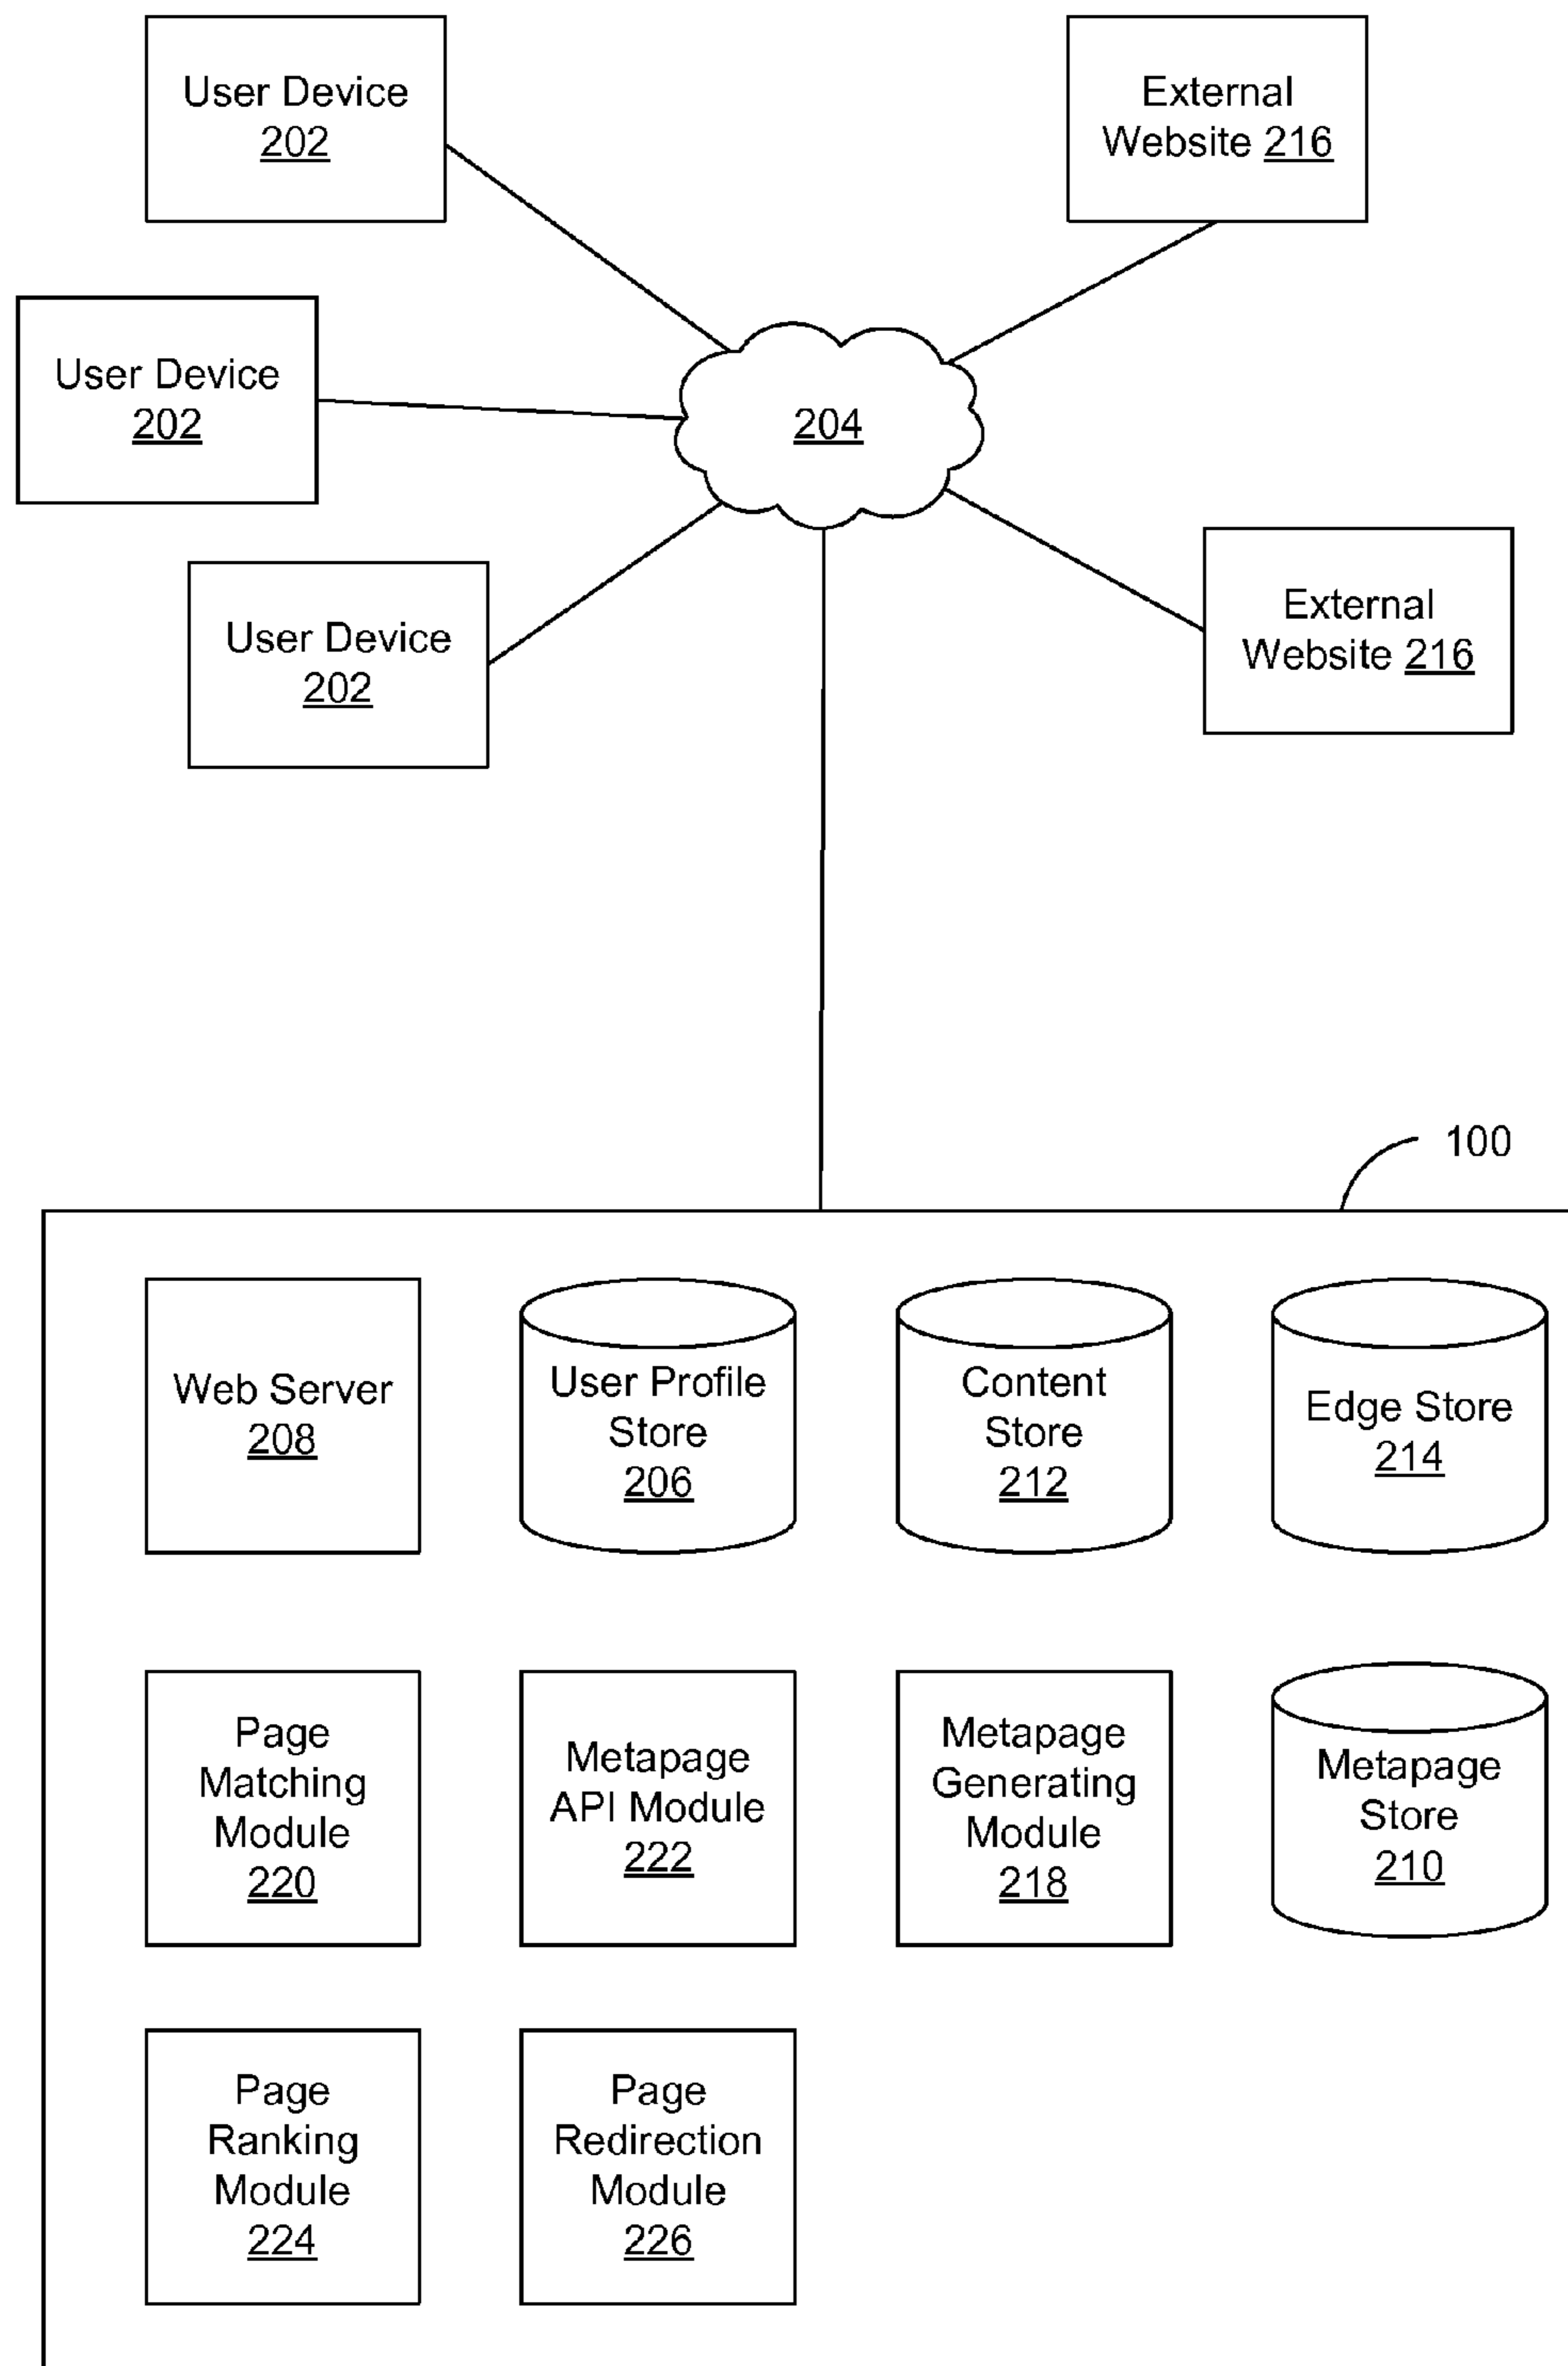 User Device
202
External
Website 216
User Device
202
204
User Device
202
External
Website 216
100
Web Server
208
User Profile
Store
206
Content
Store
212
Edge Store
214
Page
Matching
Module
220
Metapage
API Module
222
Metapage
Generating
Module
218
Metapage
Store
210
Page
Ranking
Module
224
Page
Redirection
Module
226